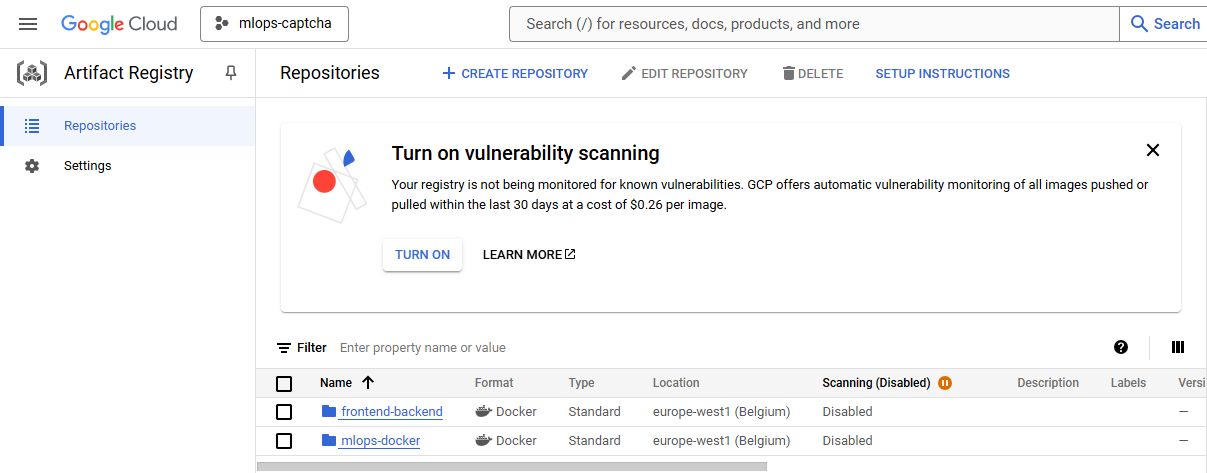 Google Cloud mlops-captcha Search (/) for resources, docs, products, and more Search
Artifact Registry Repositories CREATE REPOSITORY EDIT REPOSITORY DELETE SETUP INSTRUCTIONS
Repositories
Settings
Turn on vulnerability scanning
Your registry is not being monitored for known vulnerabilities. GCP offers automatic vulnerability monitoring of all images pushed or
pulled within the last 30 days at a cost of $0.26 per image.
TURN ON LEARN MORE
Filter Enter property name or value
Name Format Type Location Scanning (Disabled) Description Labels Versi
frontend-backend Docker Standard europe-west1 (Belgium) Disabled —
mlops-docker Docker Standard europe-west1 (Belgium) Disabled —